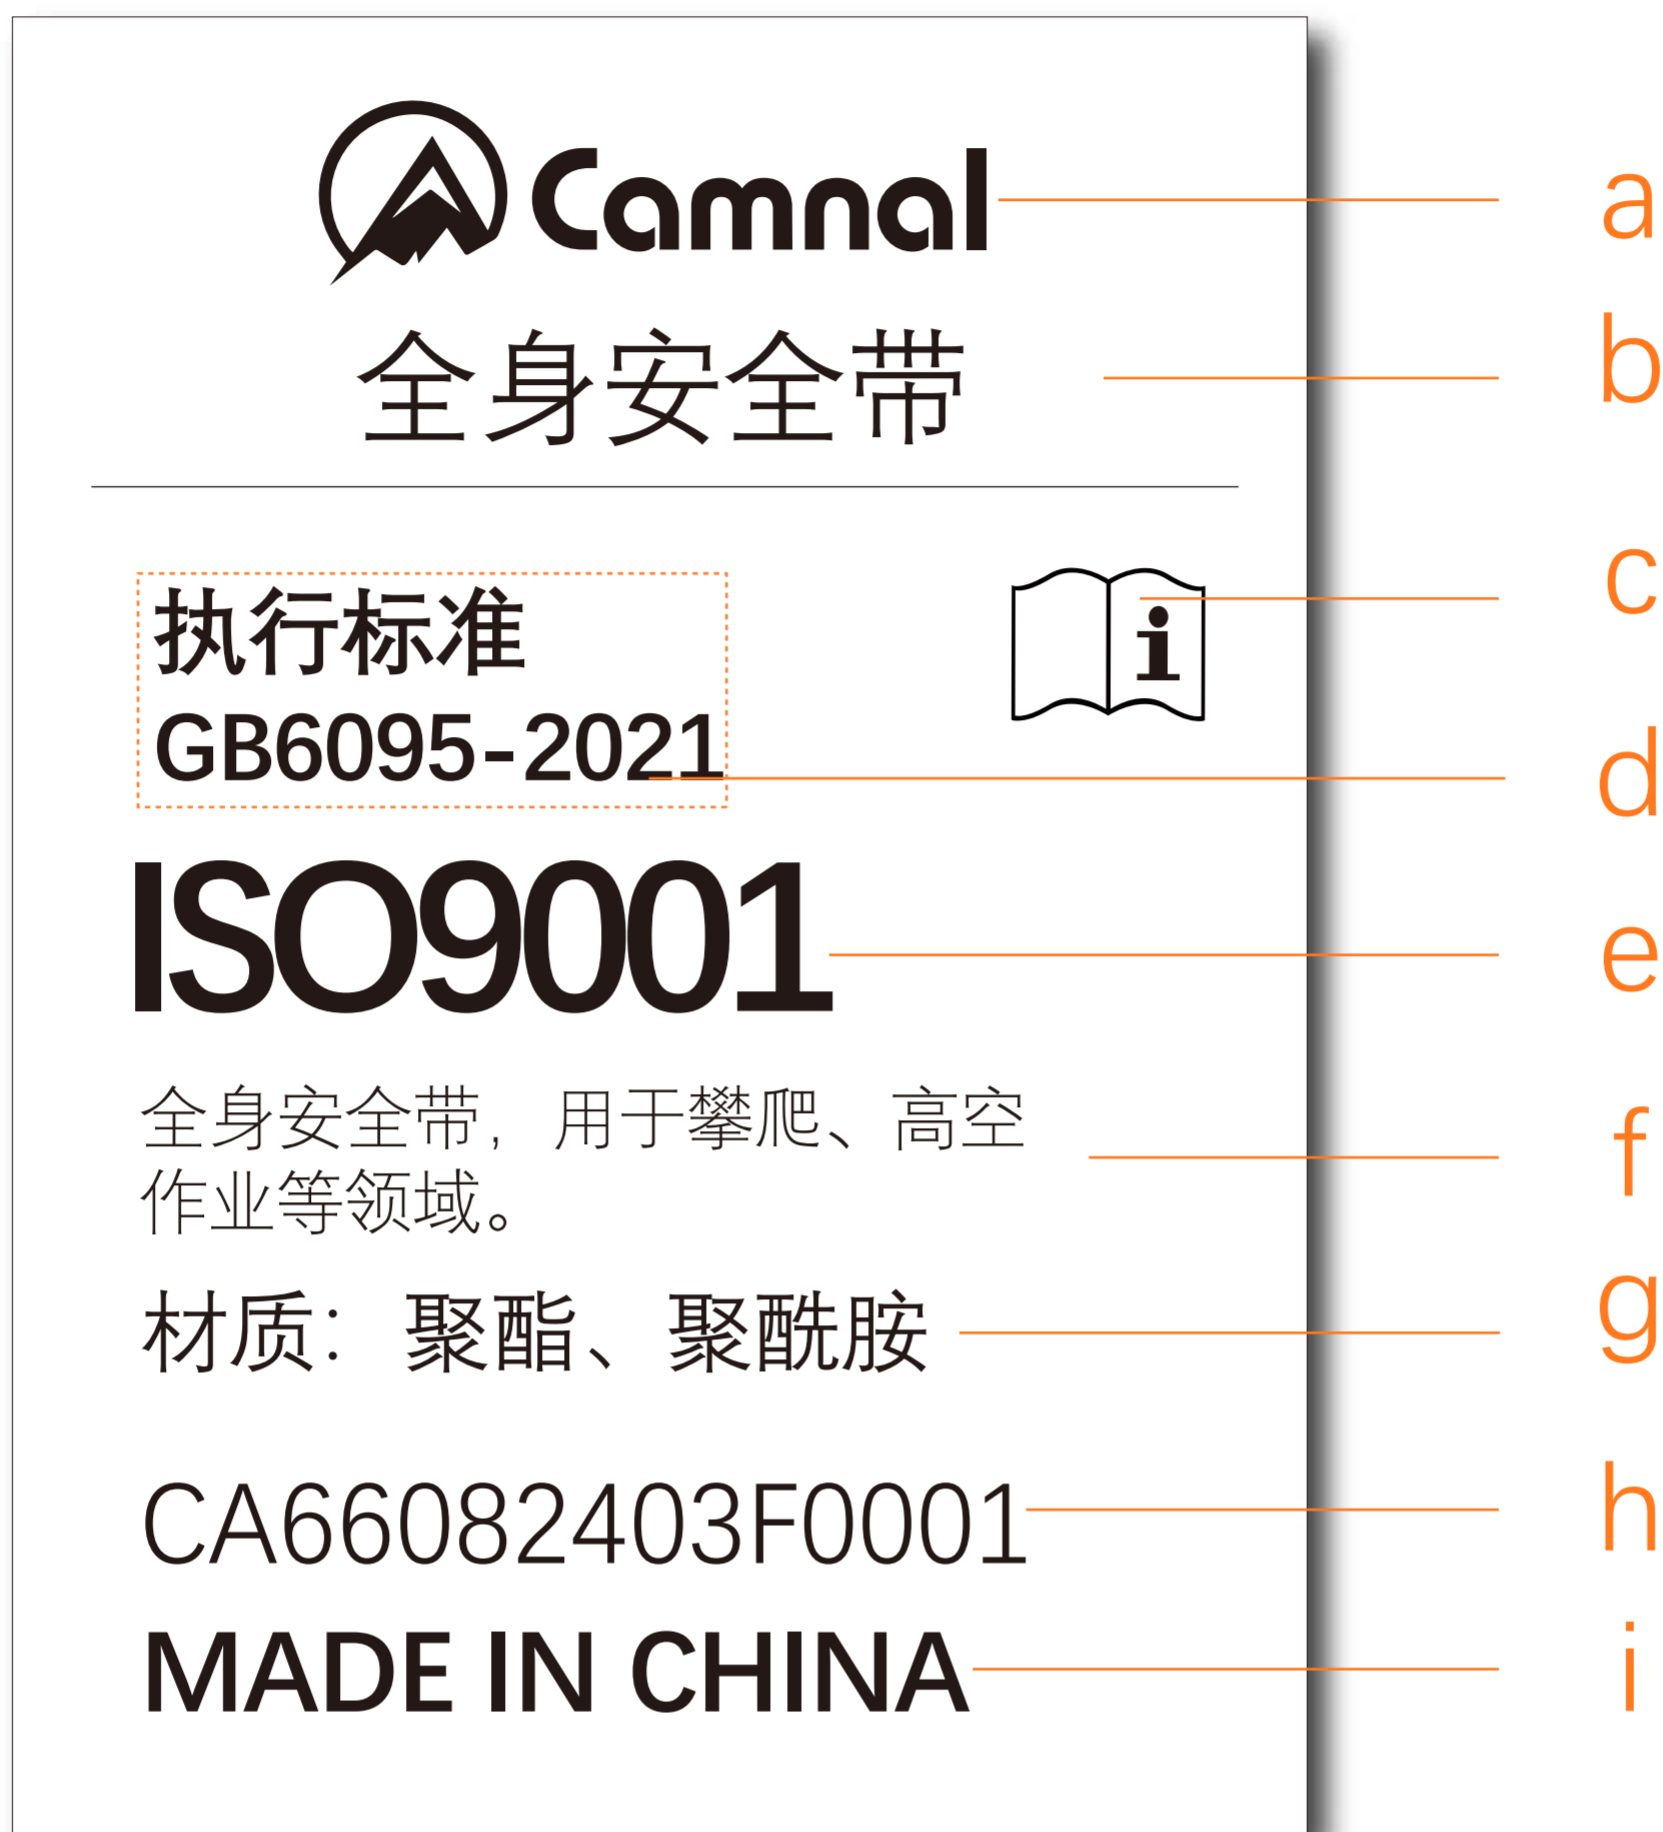 Camnal
a
全身安全带
b
i
c
执行标准
GB6095-2021
d
ISO9001
e
全身安全带，用于攀爬、高空
作业等领域。
f
材质：聚酯、聚酰胺
g
CA66082403F0001
h
MADE IN CHINA
i